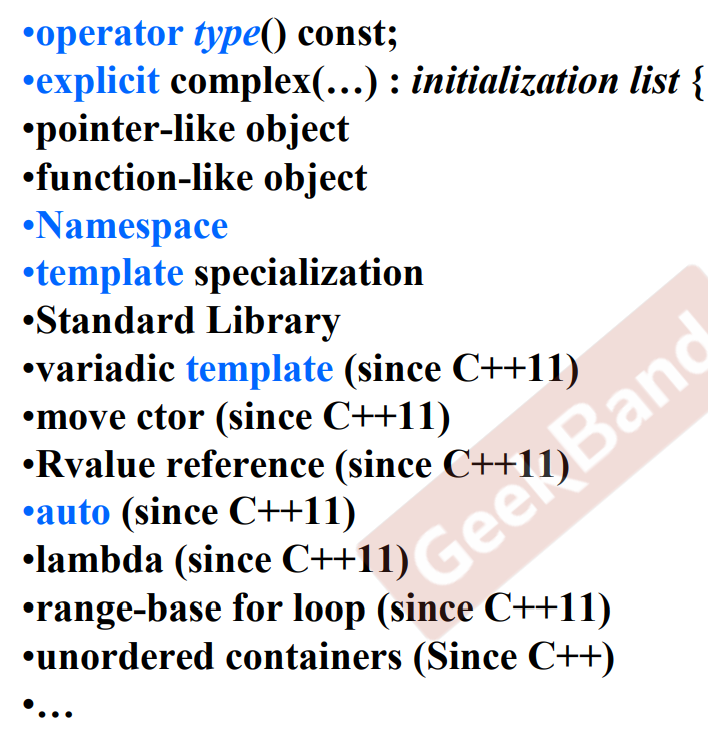 •operator type() const;
•explicit complex(…) : initialization list {
•pointer-like object
•function-like object
•Namespace
•template specialization
•Standard Library
•variadic template (since C++11)
•move ctor (since C++11)
•Rvalue reference (since C++11)
•auto (since C++11)
•lambda (since C++11)
•range-base for loop (since C++11)
•unordered containers (Since C++)
•…
GeekBand